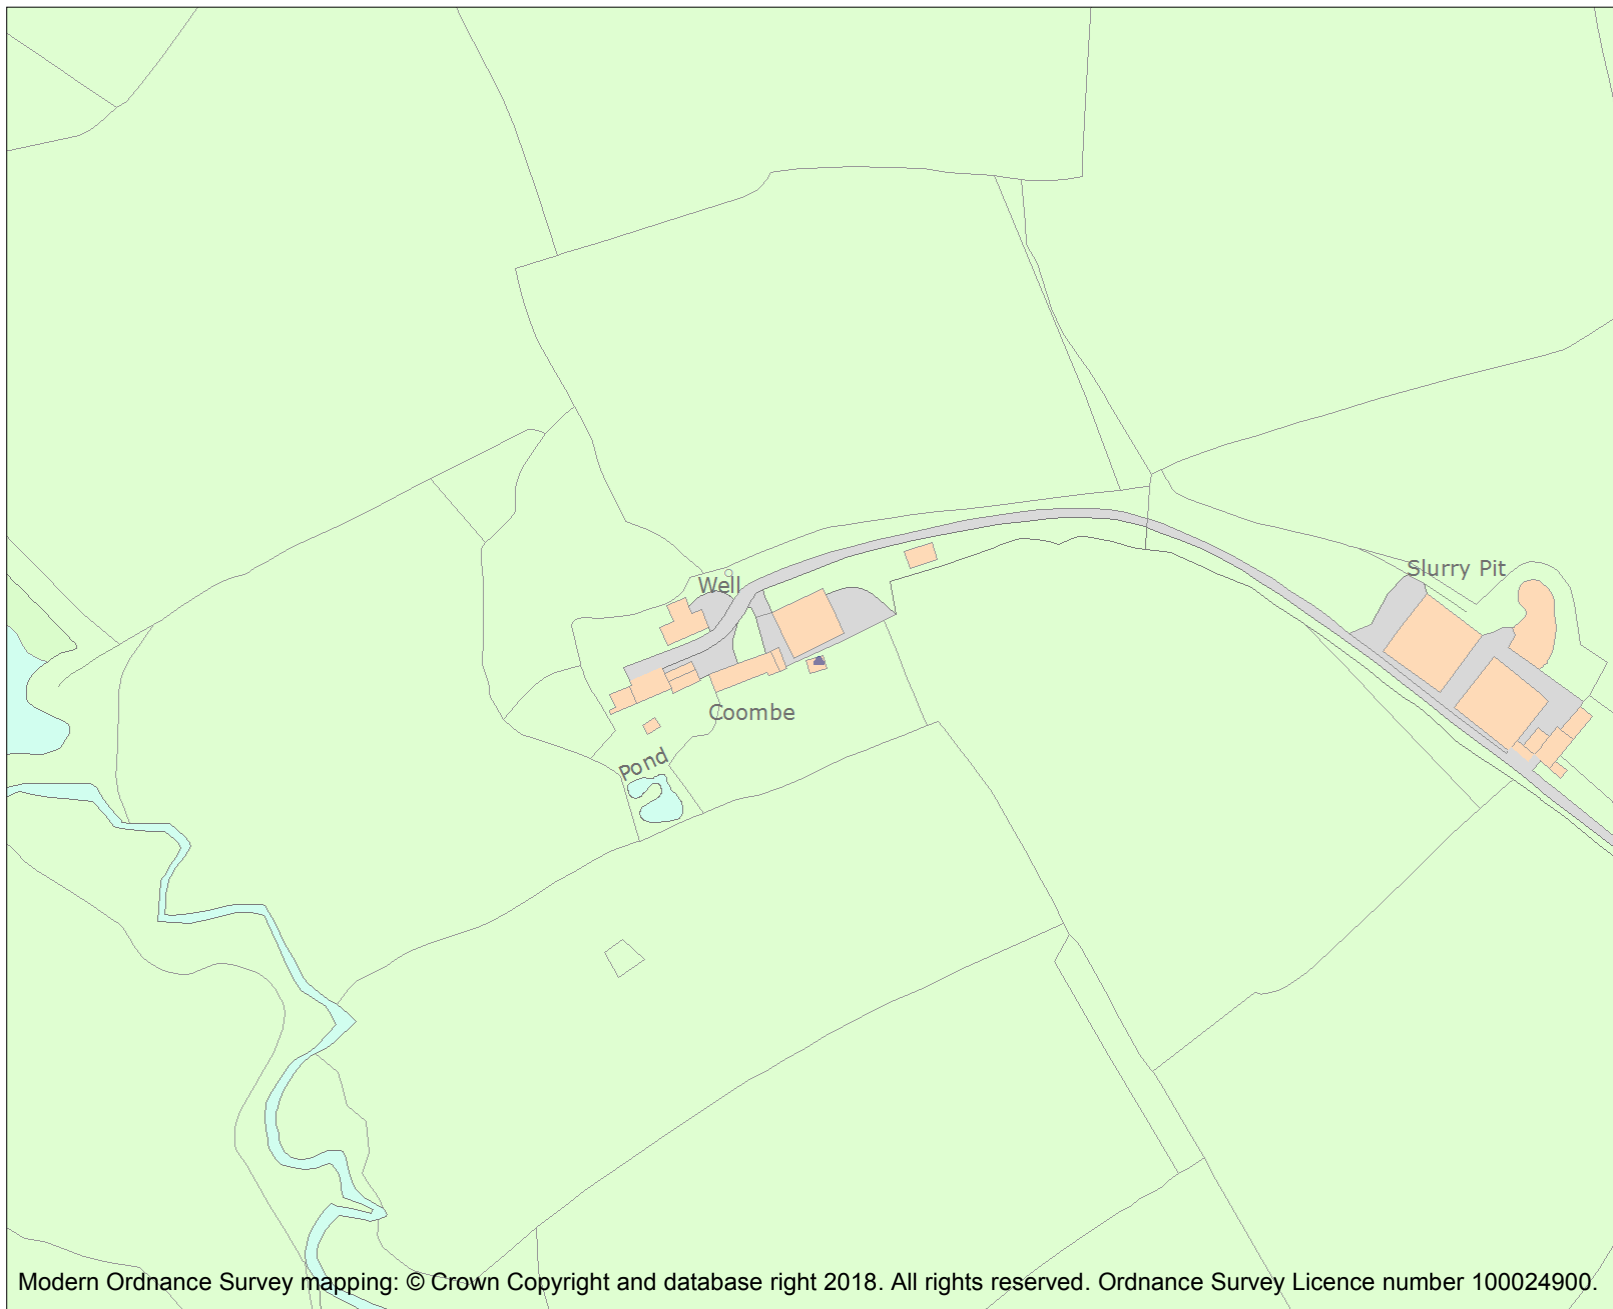 Slurry Pit
Well
Coombe
Pond
Modern Ordnance Survey mapping: © Crown Copyright and database right 2018. All rights reserved. Ordnance Survey Licence number 100024900.